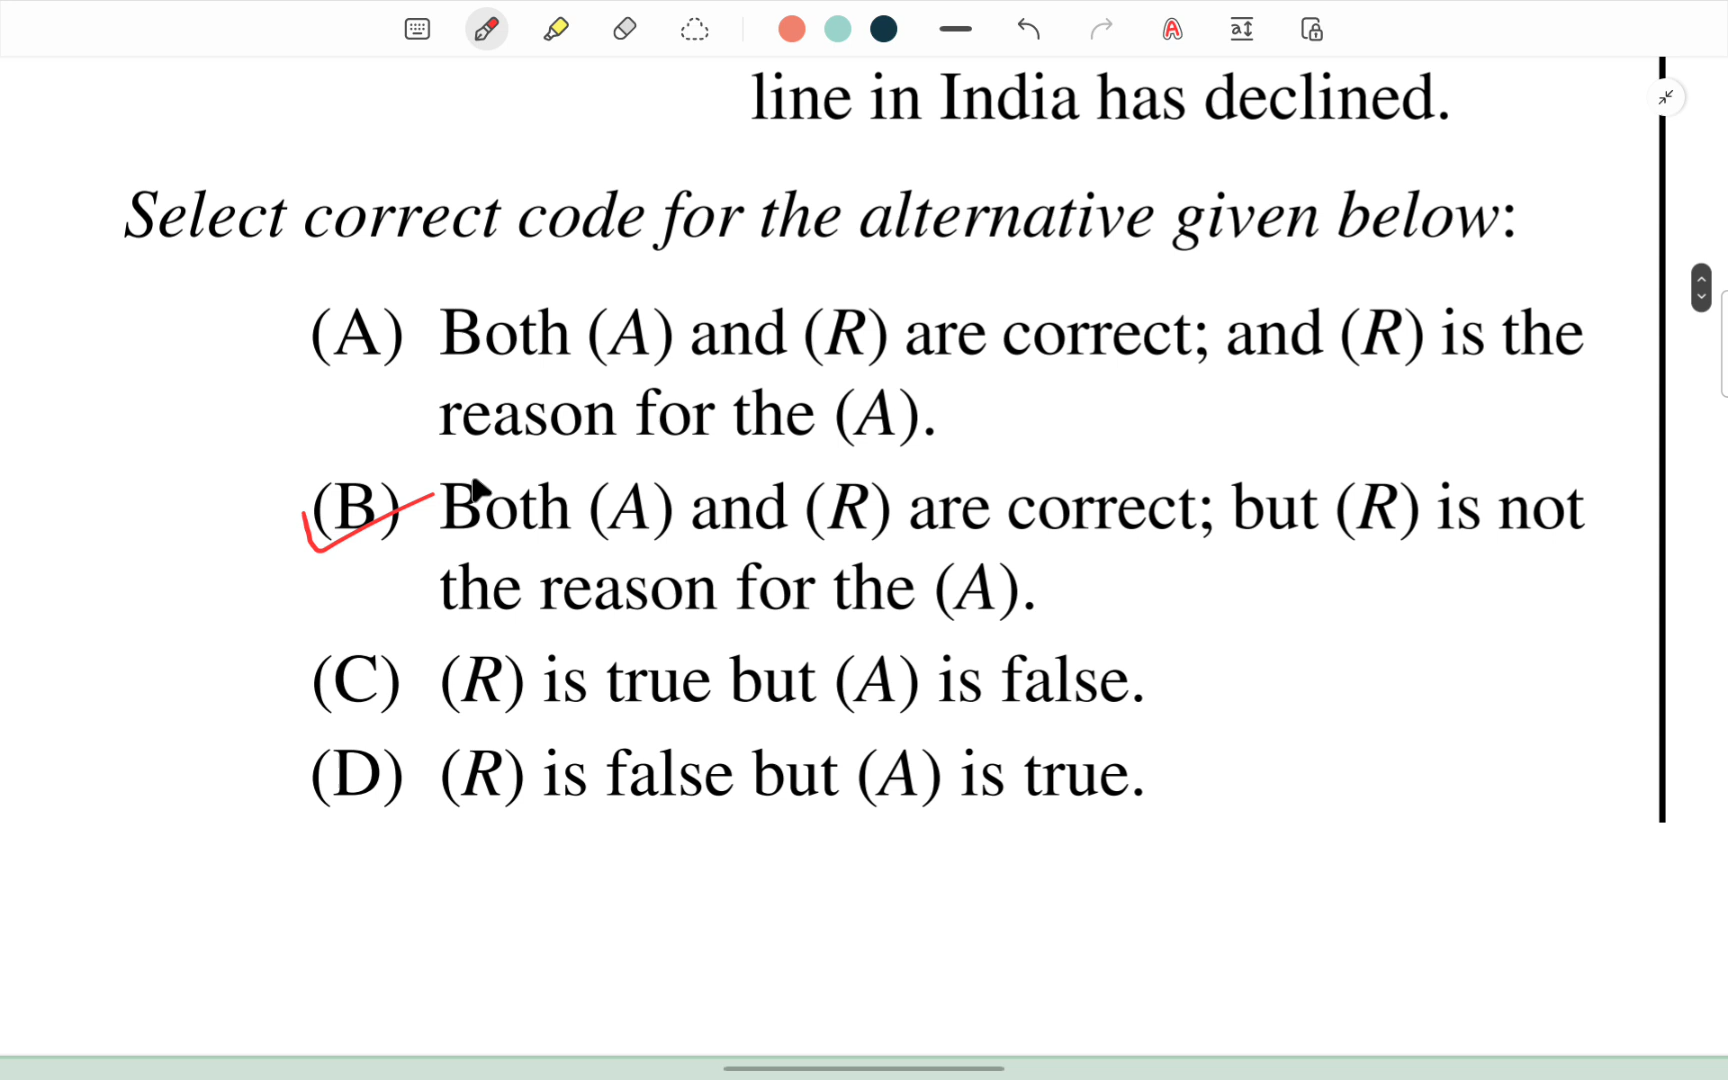 line in India has declined.
Select correct code for the alternative given below:
(A) Both (A) and (R) are correct; and (R) is the
reason for the (A).
(B) Both (A) and (R) are correct; but (R) is not
the reason for the (A).
(C) (R) is true but (A) is false.
(D) (R) is false but (A) is true.